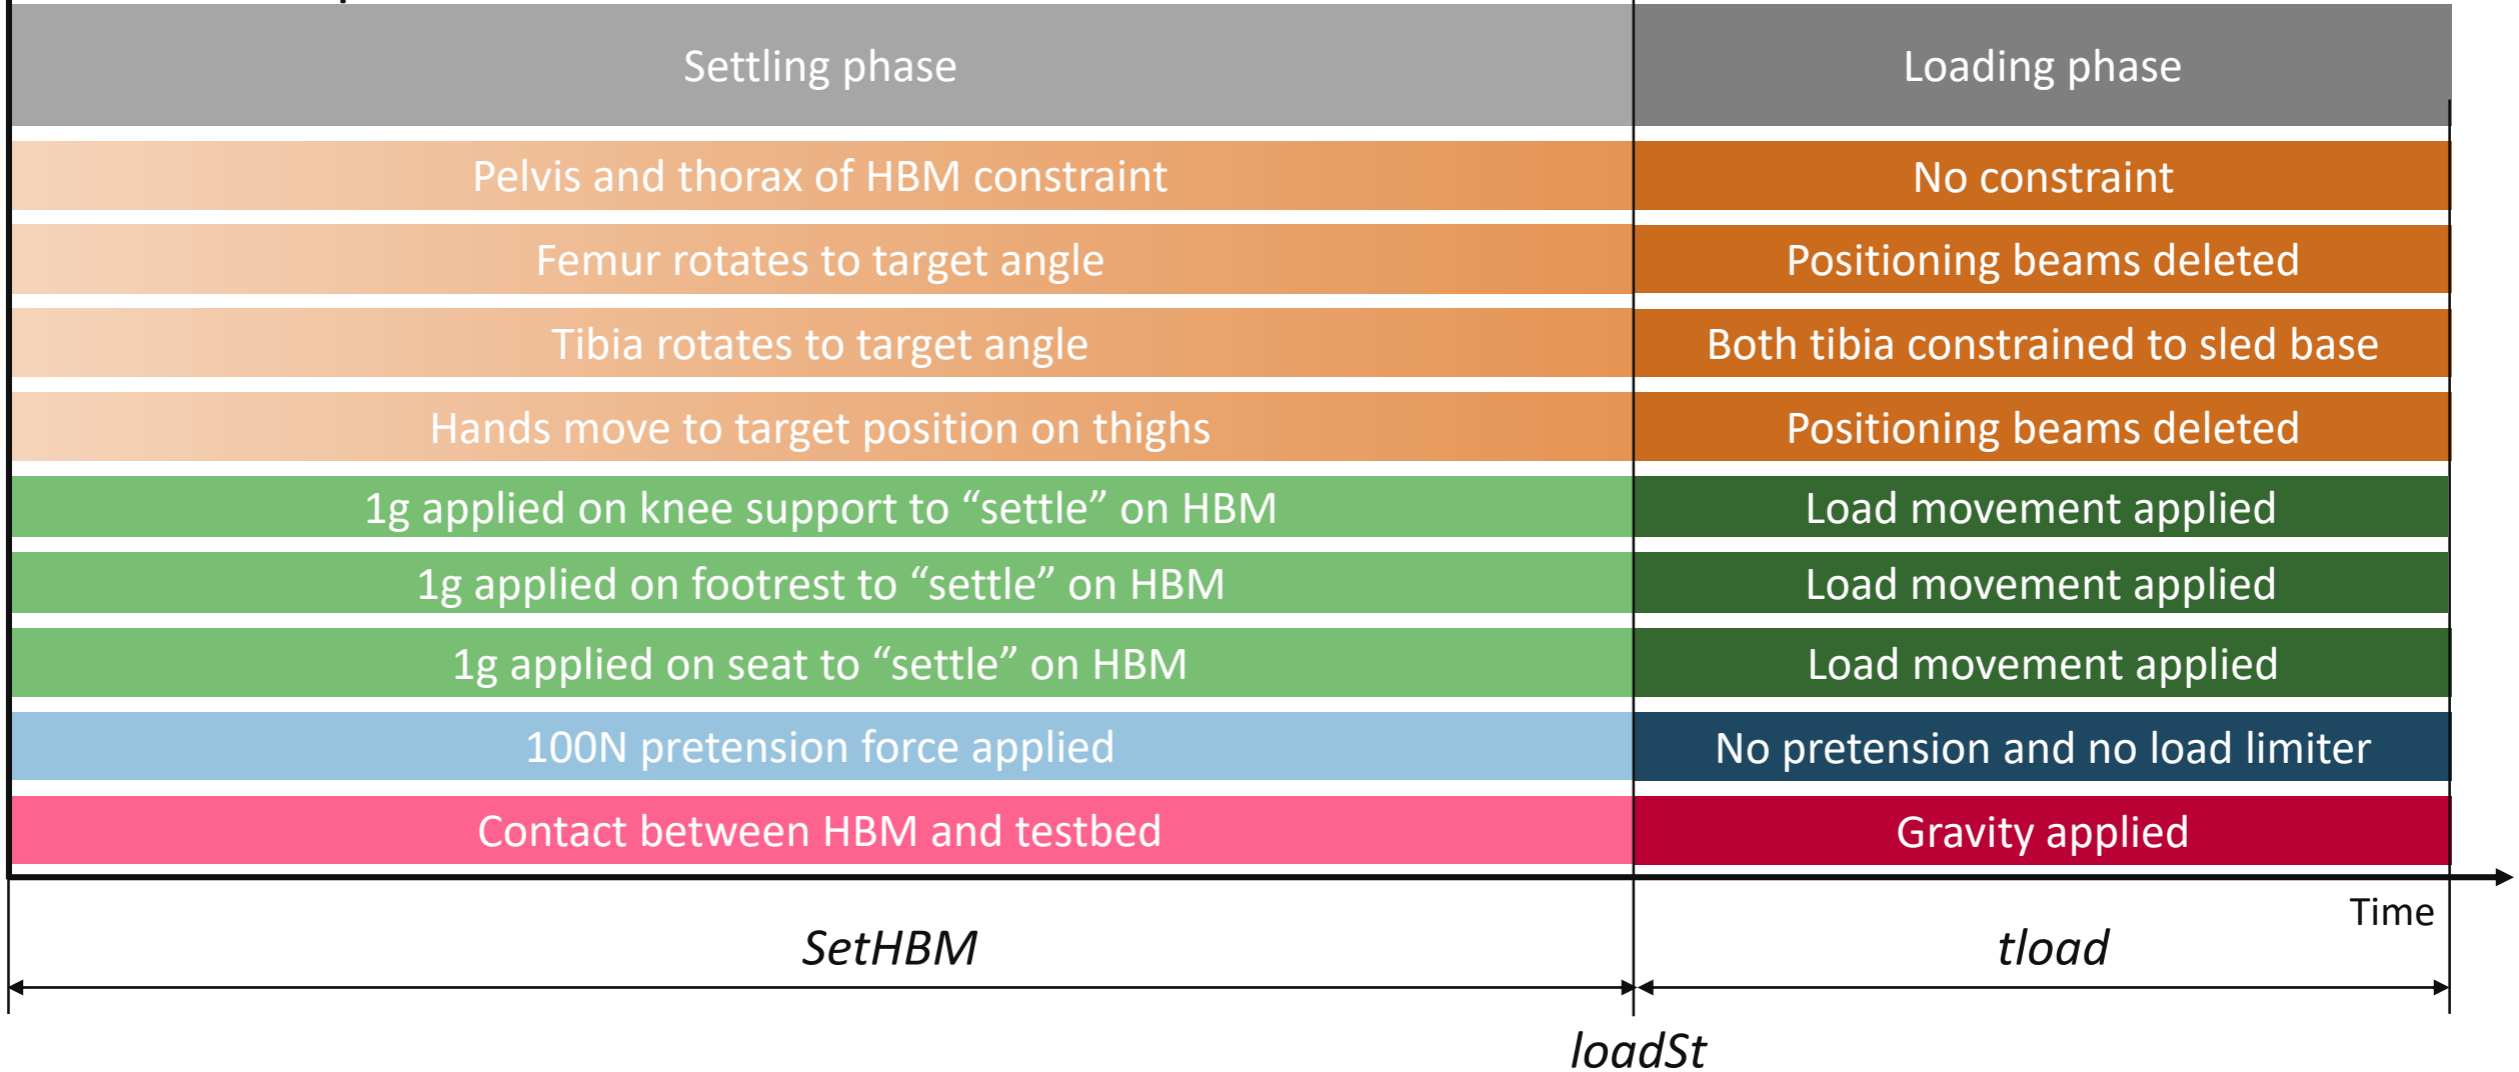 Settling phase
Loading phase
Pelvis and thorax of HBM constraint
No constraint
Femur rotates to target angle
Positioning beams deleted
Tibia rotates to target angle
Both tibia constrained to sled base
Hands move to target position on thighs
Positioning beams deleted
1g applied on knee support to “settle” on HBM
Load movement applied
1g applied on footrest to “settle” on HBM
Load movement applied
1g applied on seat to “settle” on HBM
Load movement applied
100N pretension force applied
No pretension and no load limiter
Contact between HBM and testbed
Gravity applied
Time
SetHBM
tload
loadSt